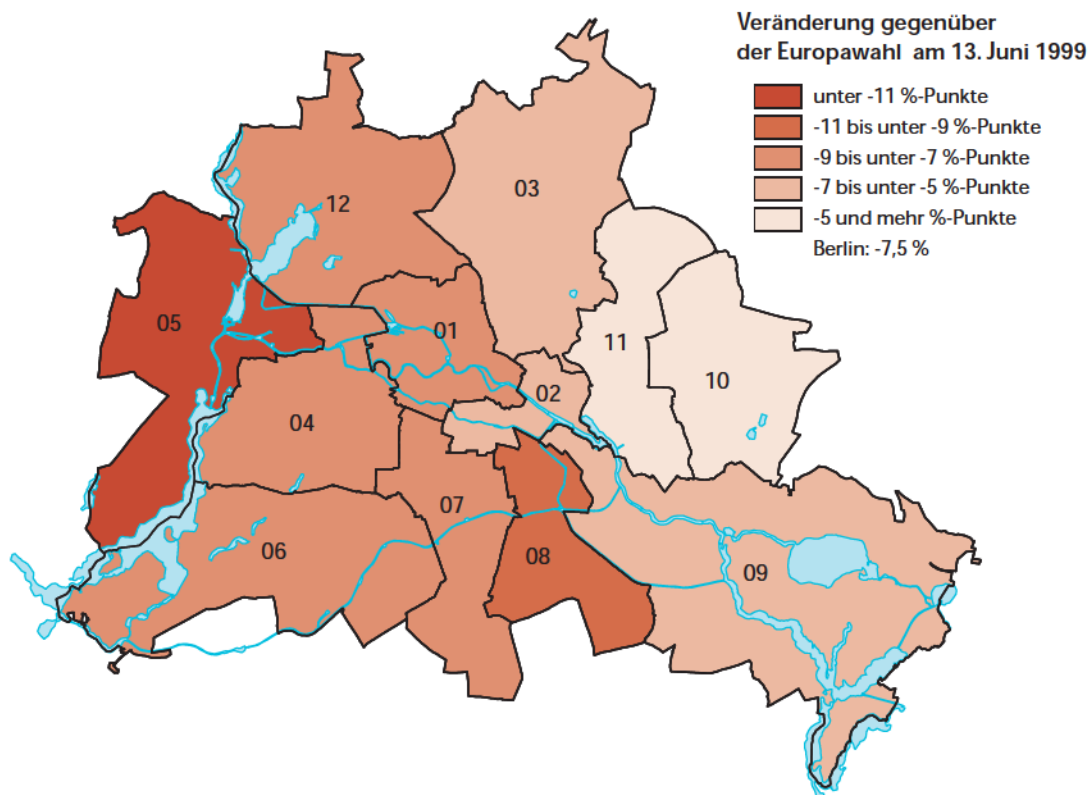 Veränderung gegenüber
der Europawahl am 13. Juni 1999
unter -11 %-Punkte
-11 bis unter -9 %-Punkte
-9 bis unter -7 %-Punkte
-7 bis unter -5 %-Punkte
-5 und mehr %-Punkte
Berlin: -7,5 %
03
12
05
01
11
10
02
04
07
06
08
09